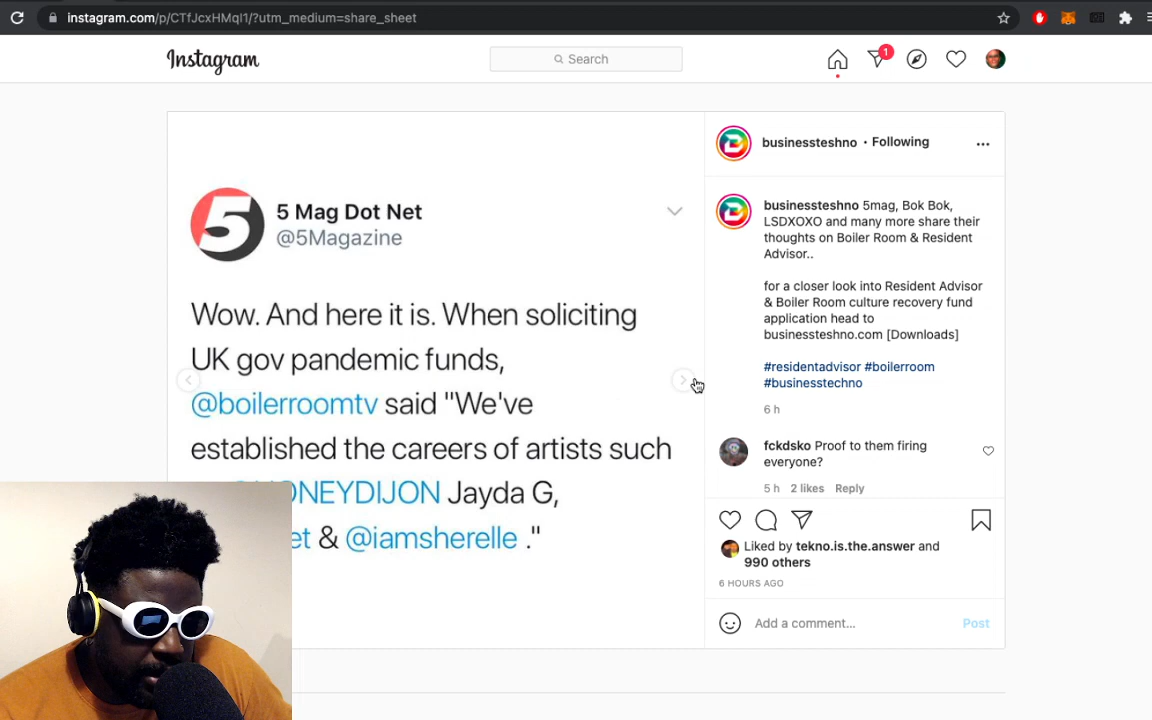 instagram.com/p/CTfJcxHMqI1/?utm_medium=share_sheet
Instagram
Search
1
5 Mag Dot Net
@5Magazine
Wow. And here it is. When soliciting
UK gov pandemic funds,
@boilerroomtv said "We've
established the careers of artists such
ONEYDIJON Jayda G,
et & @iamsherelle ."
businessteshno • Following
businessteshno 5mag, Bok Bok,
LSDXOXO and many more share their
thoughts on Boiler Room & Resident
Advisor..
for a closer look into Resident Advisor
& Boiler Room culture recovery fund
application head to
businessteshno.com [Downloads]
#residentadvisor #boilerroom
#businesstechno
6 h
fckdsko Proof to them firing
everyone?
5 h 2 likes Reply
Liked by tekno.is.the.answer and
990 others
6 HOURS AGO
Add a comment... Post